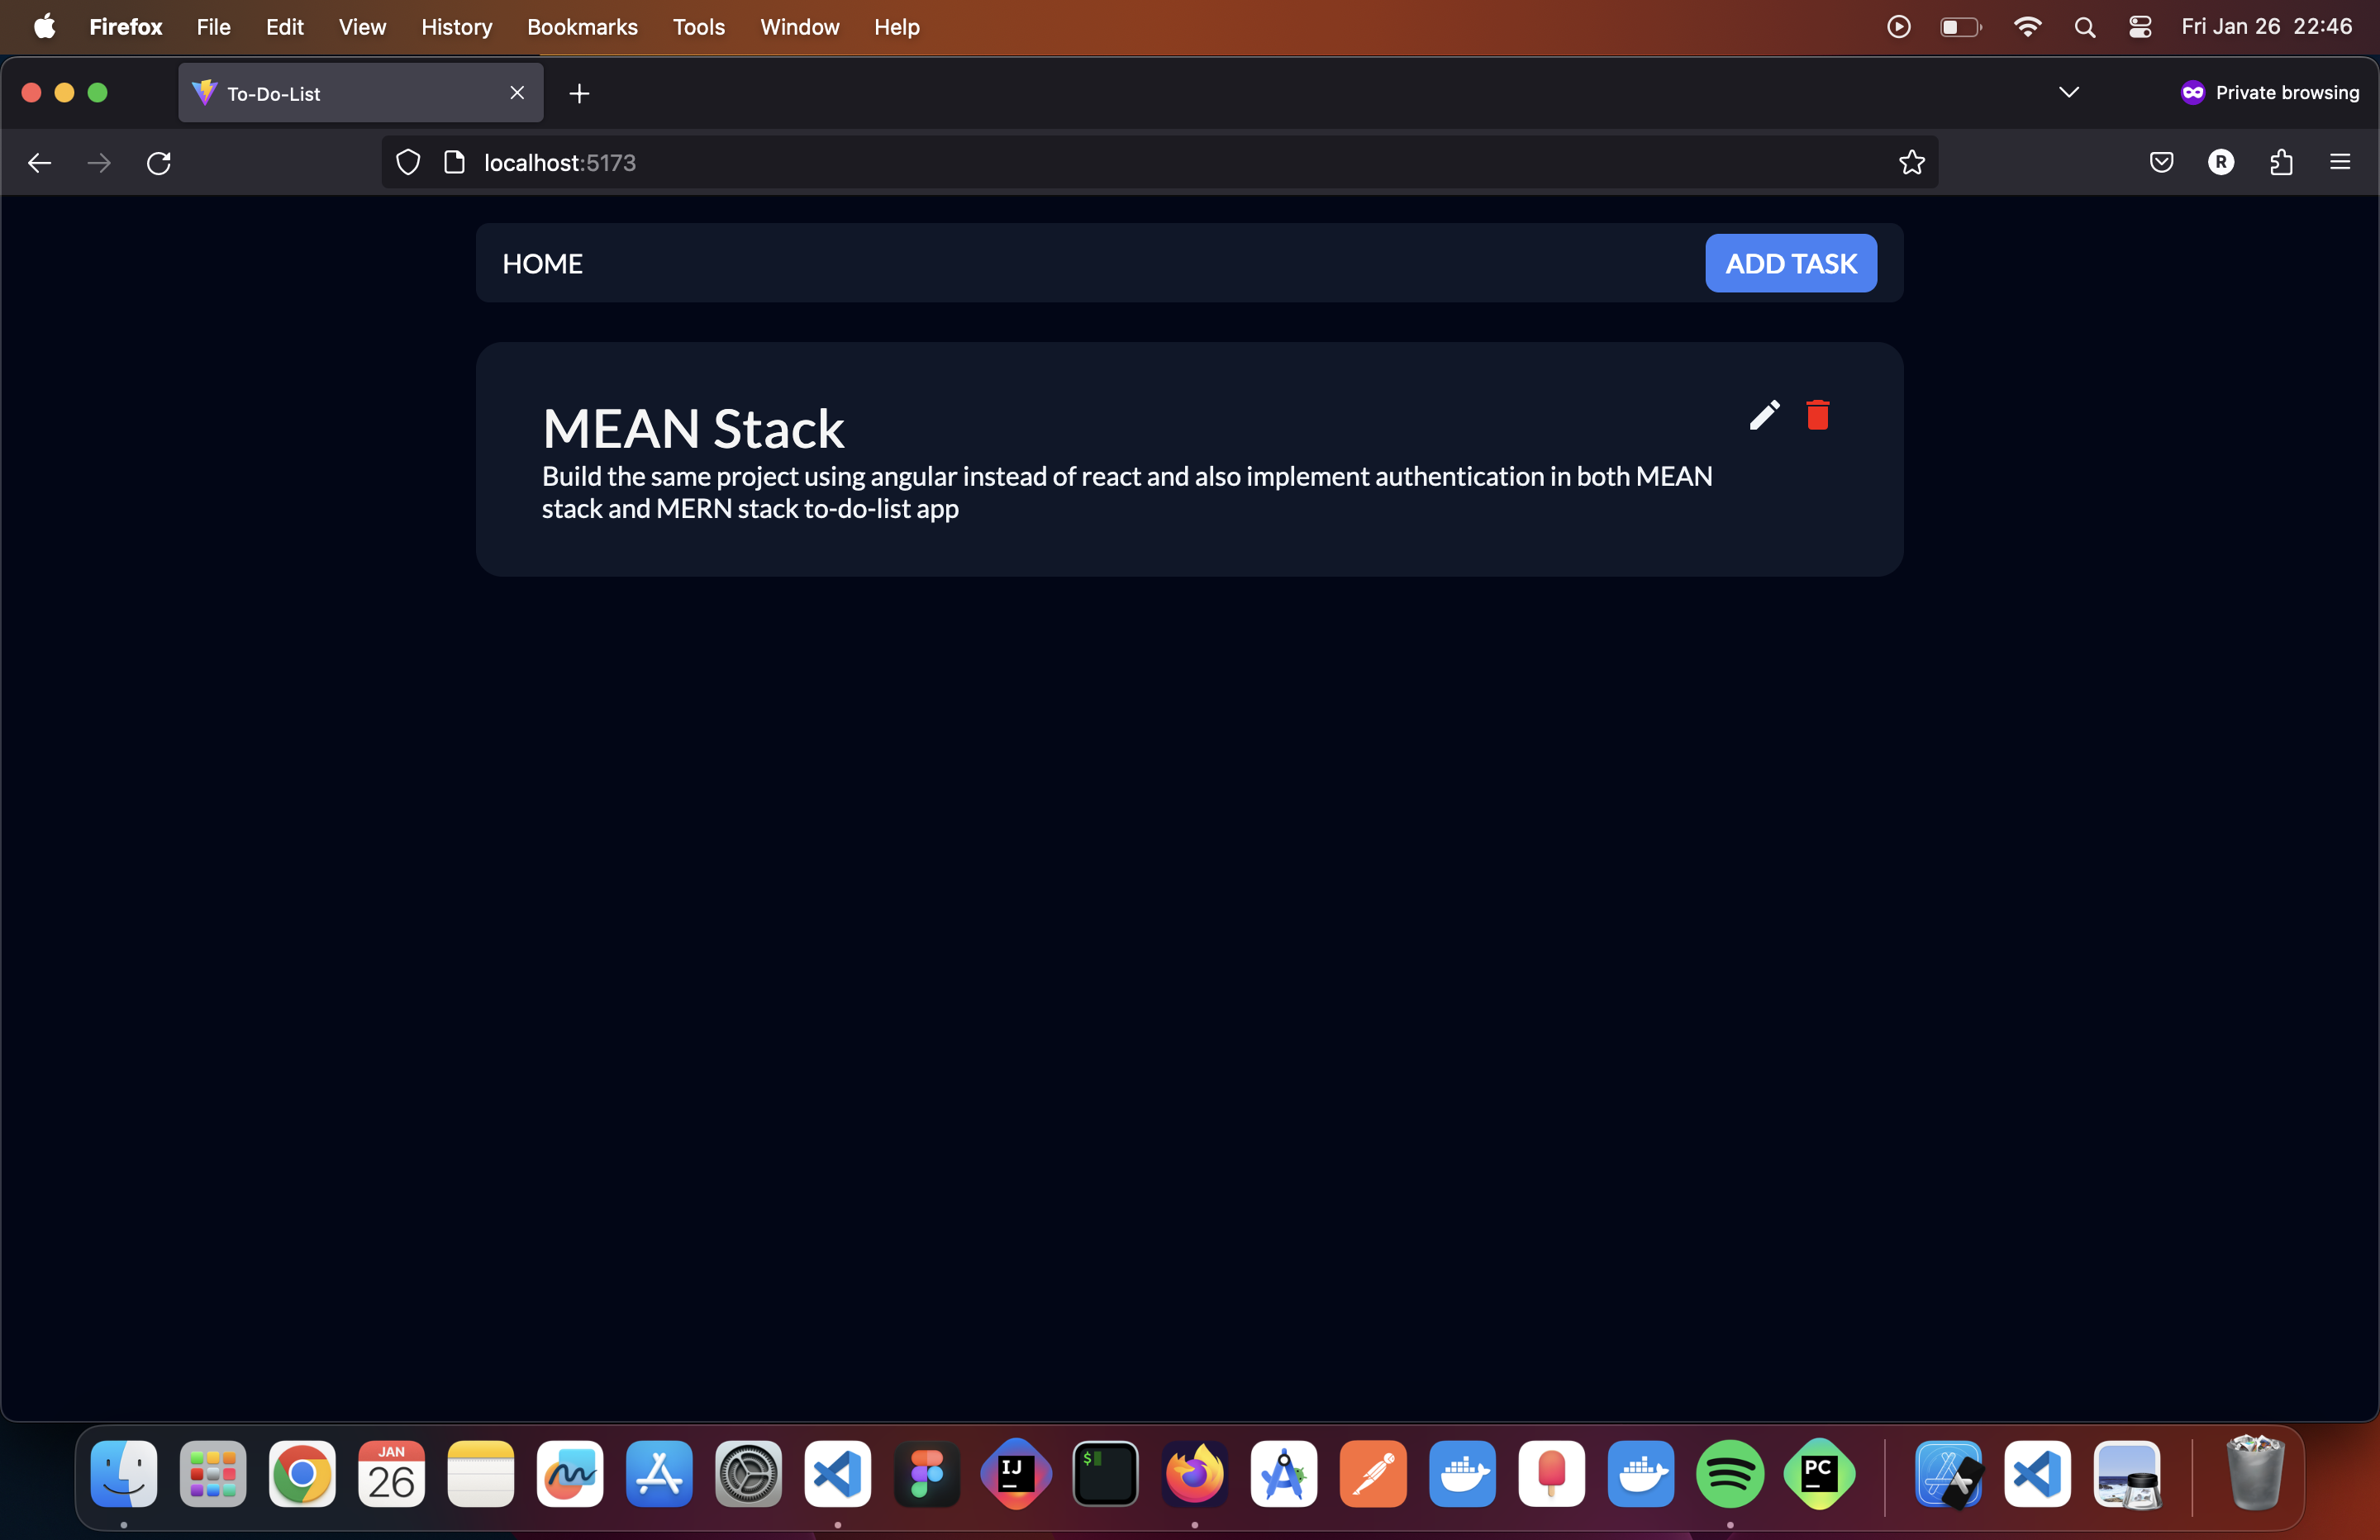 Firefox File Edit View History Bookmarks Tools Window Help Fri Jan 26 22:46
To-Do-List Private browsing
localhost:5173 R
HOME ADD TASK
MEAN Stack
Build the same project using angular instead of react and also implement authentication in both MEAN
stack and MERN stack to-do-list app
JAN
26
IJ
$
PC